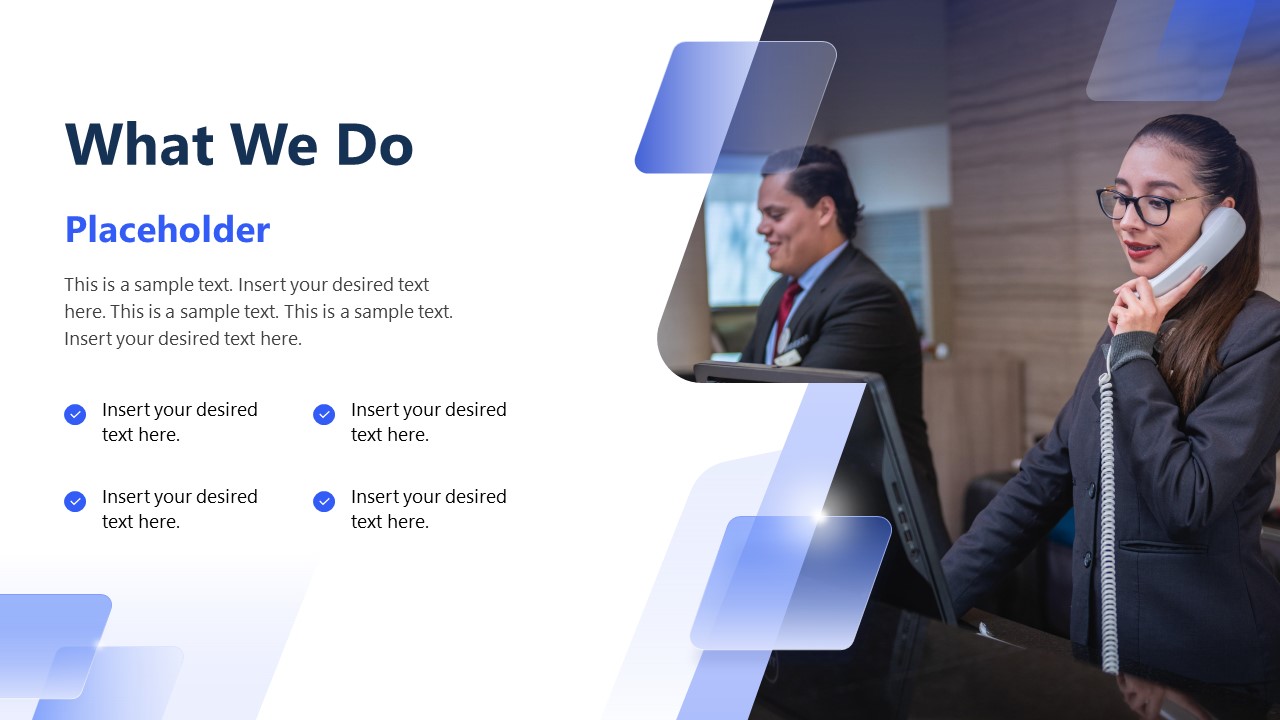 What We Do
Placeholder
This is a sample text. Insert your desired text
here. This is a sample text. This is a sample text.
Insert your desired text here.
Insert your desired
text here.
Insert your desired
text here.
Insert your desired
text here.
Insert your desired
text here.